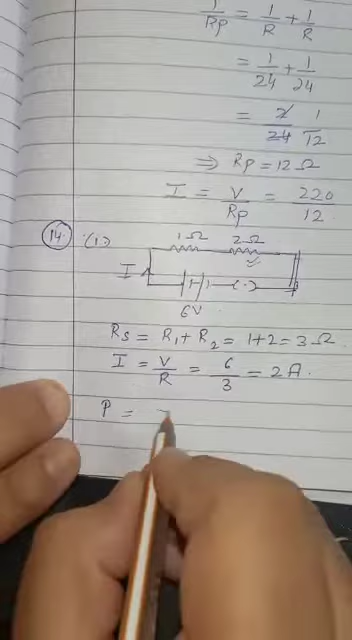 1/Rp = 1/R + 1/R
= 1/24 + 1/24
= 2/24 1/12
⇒ Rp = 12 Ω
I = V/Rp = 220/12
14. (1)
1Ω 2Ω
I
6V
Rs = R1 + R2 = 1+2 = 3 Ω
I = V/R = 6/3 = 2 A.
P =